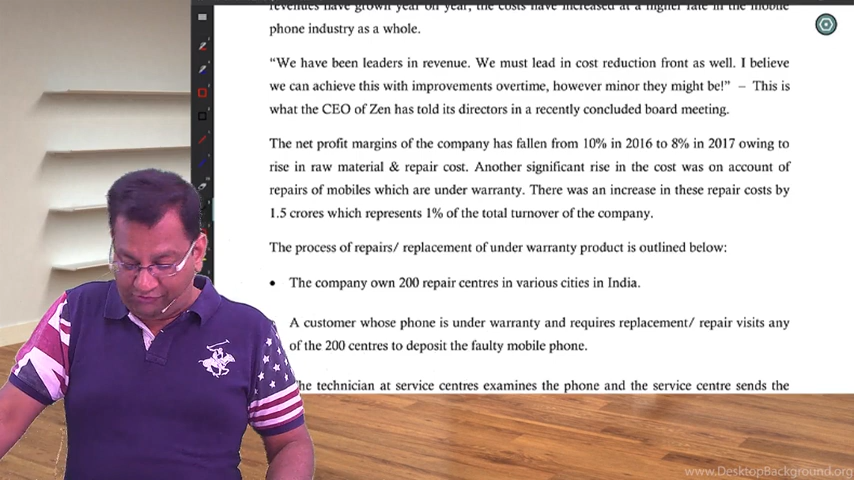 revenues have grown year on year, the costs have increased at a higher rate in the mobile
phone industry as a whole.
“We have been leaders in revenue. We must lead in cost reduction front as well. I believe
we can achieve this with improvements overtime, however minor they might be!” – This is
what the CEO of Zen has told its directors in a recently concluded board meeting.
The net profit margins of the company has fallen from 10% in 2016 to 8% in 2017 owing to
rise in raw material & repair cost. Another significant rise in the cost was on account of
repairs of mobiles which are under warranty. There was an increase in these repair costs by
1.5 crores which represents 1% of the total turnover of the company.
The process of repairs/ replacement of under warranty product is outlined below:
• The company own 200 repair centres in various cities in India.
A customer whose phone is under warranty and requires replacement/ repair visits any
of the 200 centres to deposit the faulty mobile phone.
he technician at service centres examines the phone and the service centre sends the
www.DesktopBackground.org